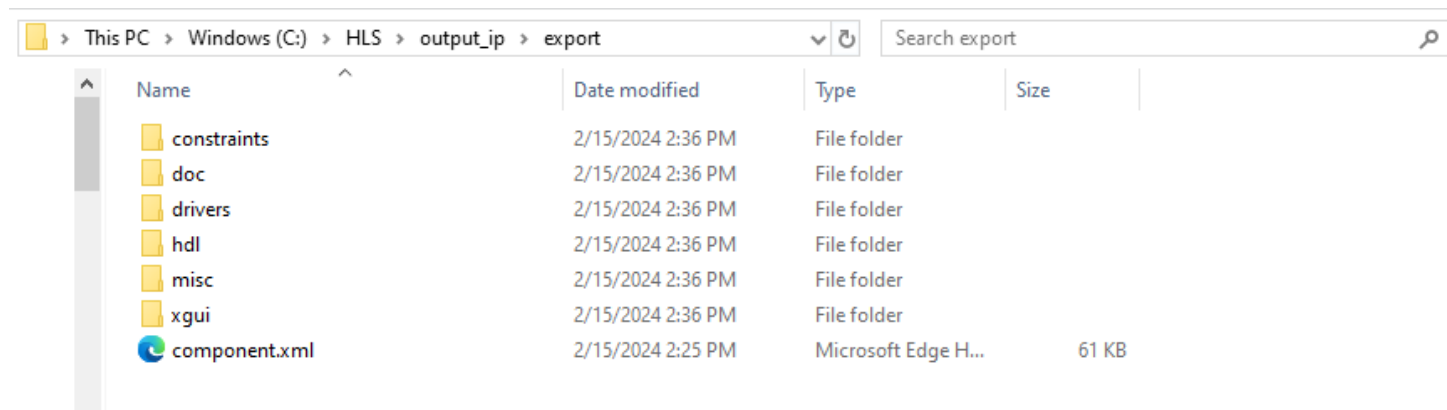 This PC > Windows (C:) > HLS > output_ip > export Search export
Name Date modified Type Size
constraints 2/15/2024 2:36 PM File folder
doc 2/15/2024 2:36 PM File folder
drivers 2/15/2024 2:36 PM File folder
hdl 2/15/2024 2:36 PM File folder
misc 2/15/2024 2:36 PM File folder
xgui 2/15/2024 2:36 PM File folder
component.xml 2/15/2024 2:25 PM Microsoft Edge H... 61 KB